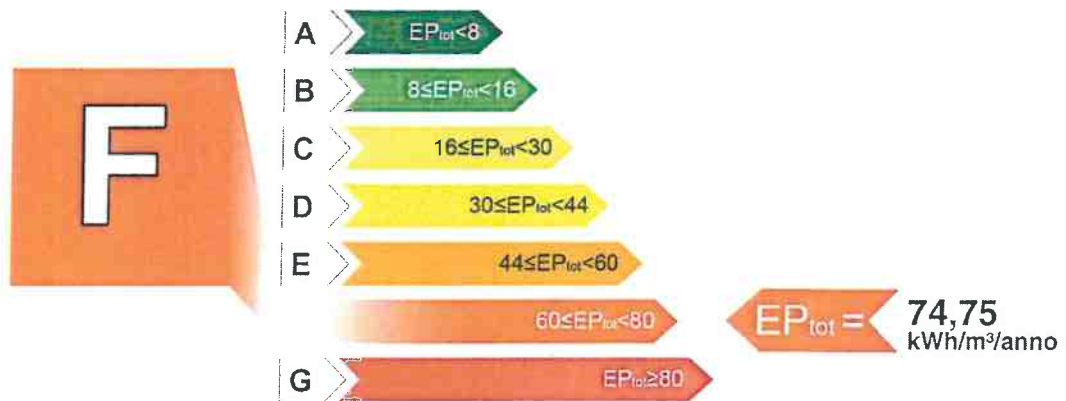 F
A EPtot<8
B 8≤EPtot<16
C 16≤EPtot<30
D 30≤EPtot<44
E 44≤EPtot<60
60≤EPtot<80
EPtot = 74,75
kWh/m³/anno
G EPtot≥80